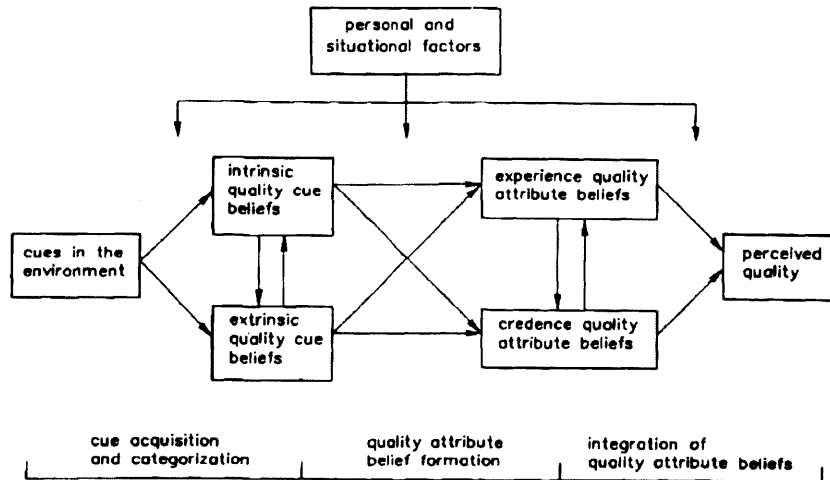 personal and
situational factors
intrinsic
quality cue
beliefs
experience quality
attribute beliefs
cues in the
environment
perceived
quality
extrinsic
quality cue
beliefs
credence quality
attribute beliefs
cue acquisition
and categorization
quality attribute
belief formation
integration of
quality attribute beliefs